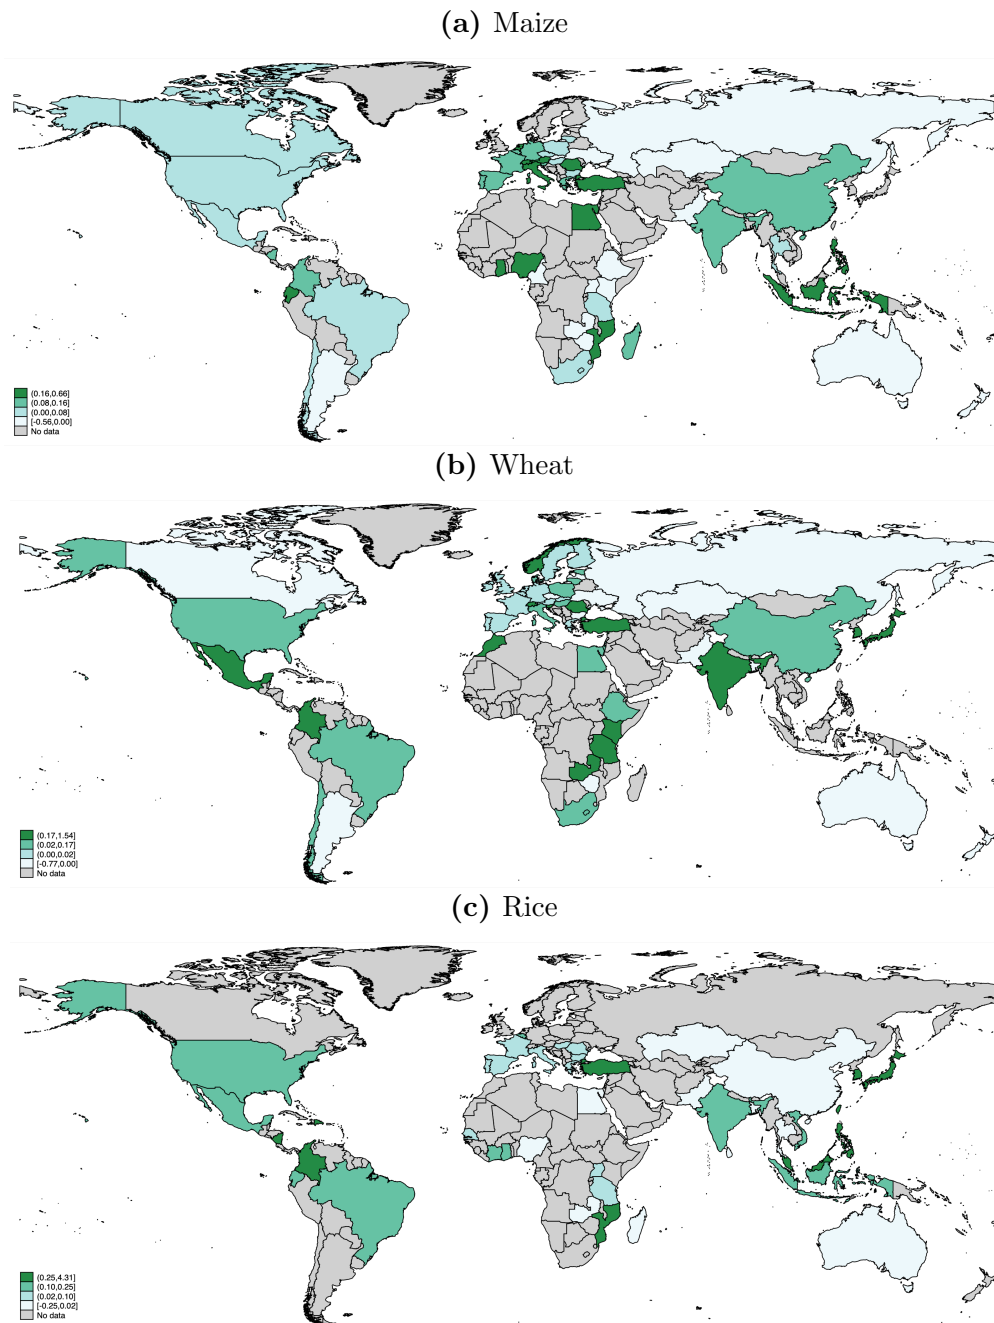 (a) Maize
(0.16,0.66]
(0.08,0.16]
(0.00,0.08]
[-0.56,0.00]
No data
(b) Wheat
(0.17,1.54]
(0.02,0.17]
(0.00,0.02]
[-0.77,0.00]
No data
(c) Rice
(0.25,4.31]
(0.10,0.25]
(0.02,0.10]
[-0.25,0.02]
No data